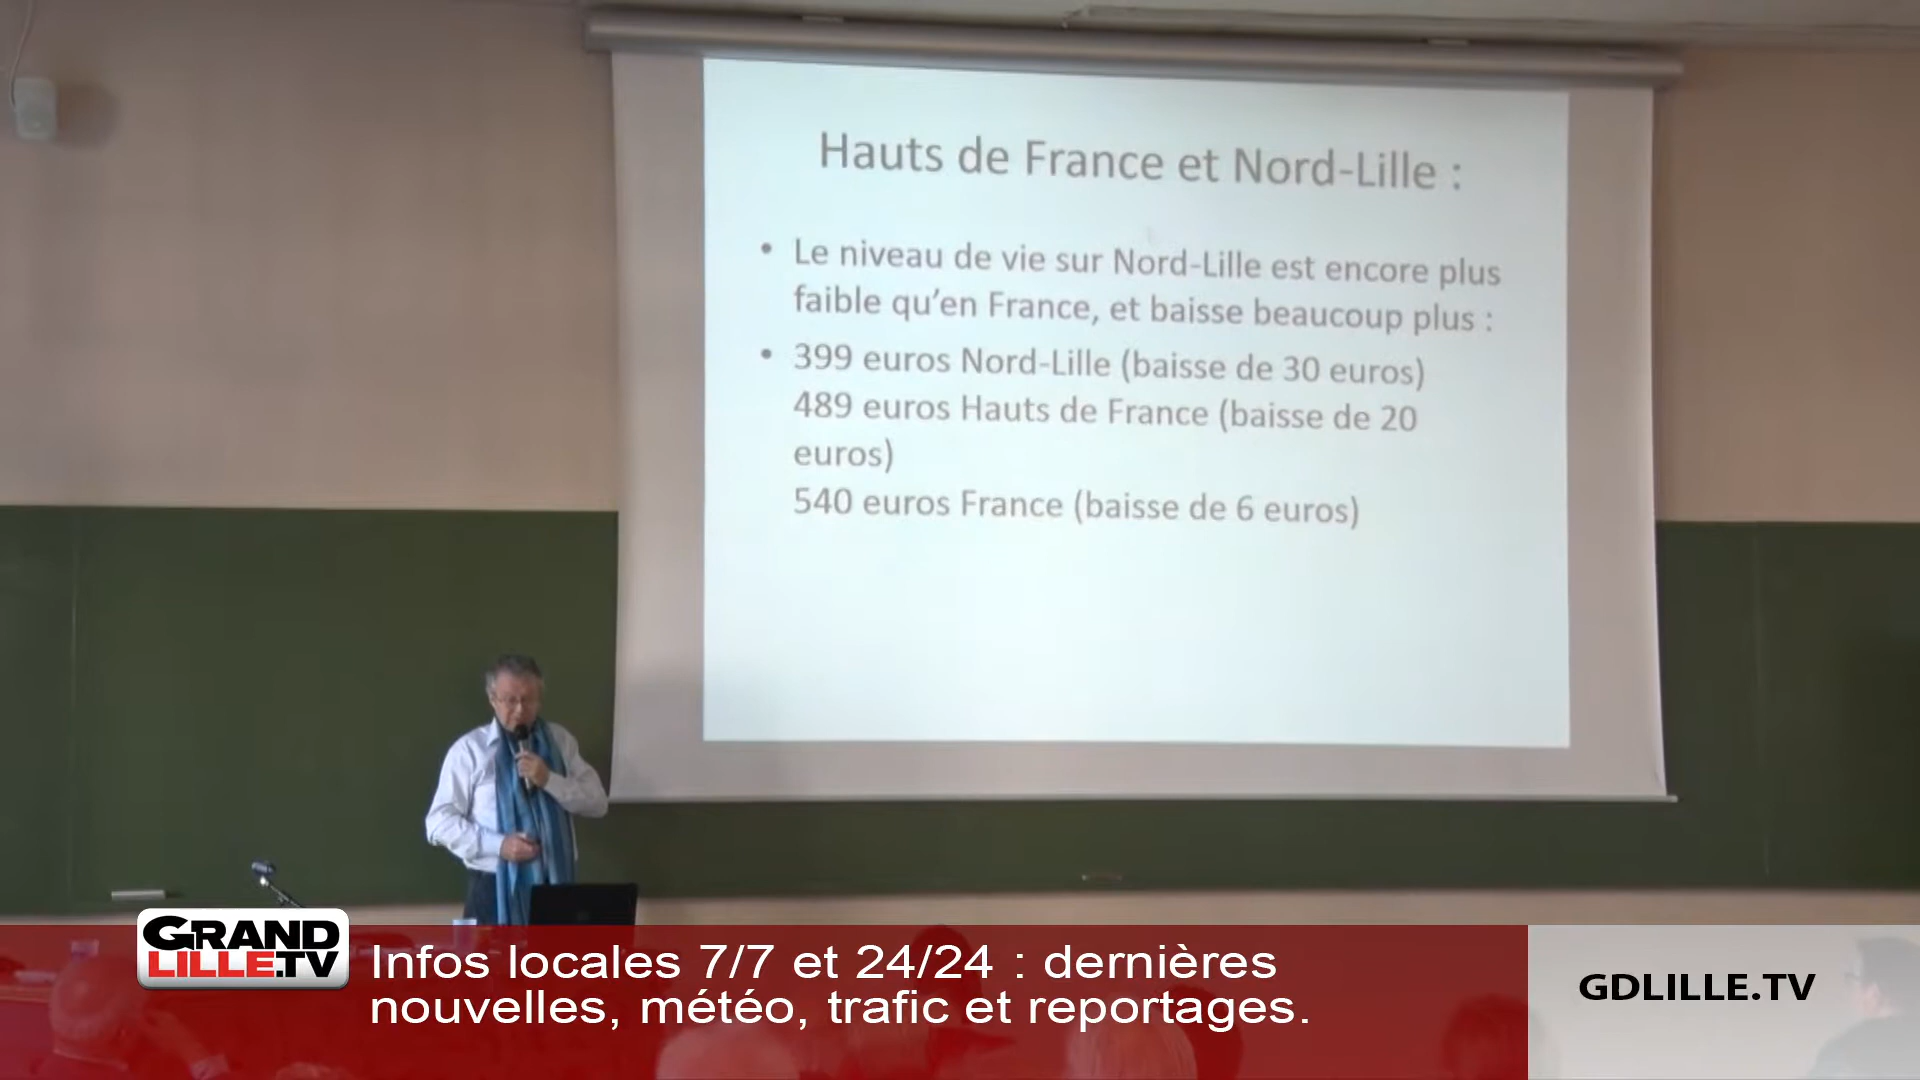 Hauts de France et Nord-Lille :
• Le niveau de vie sur Nord-Lille est encore plus
faible qu’en France, et baisse beaucoup plus :
• 399 euros Nord-Lille (baisse de 30 euros)
489 euros Hauts de France (baisse de 20
euros)
540 euros France (baisse de 6 euros)
GRAND
LILLE.TV
Infos locales 7/7 et 24/24 : dernières
nouvelles, météo, trafic et reportages.
GDLILLE.TV